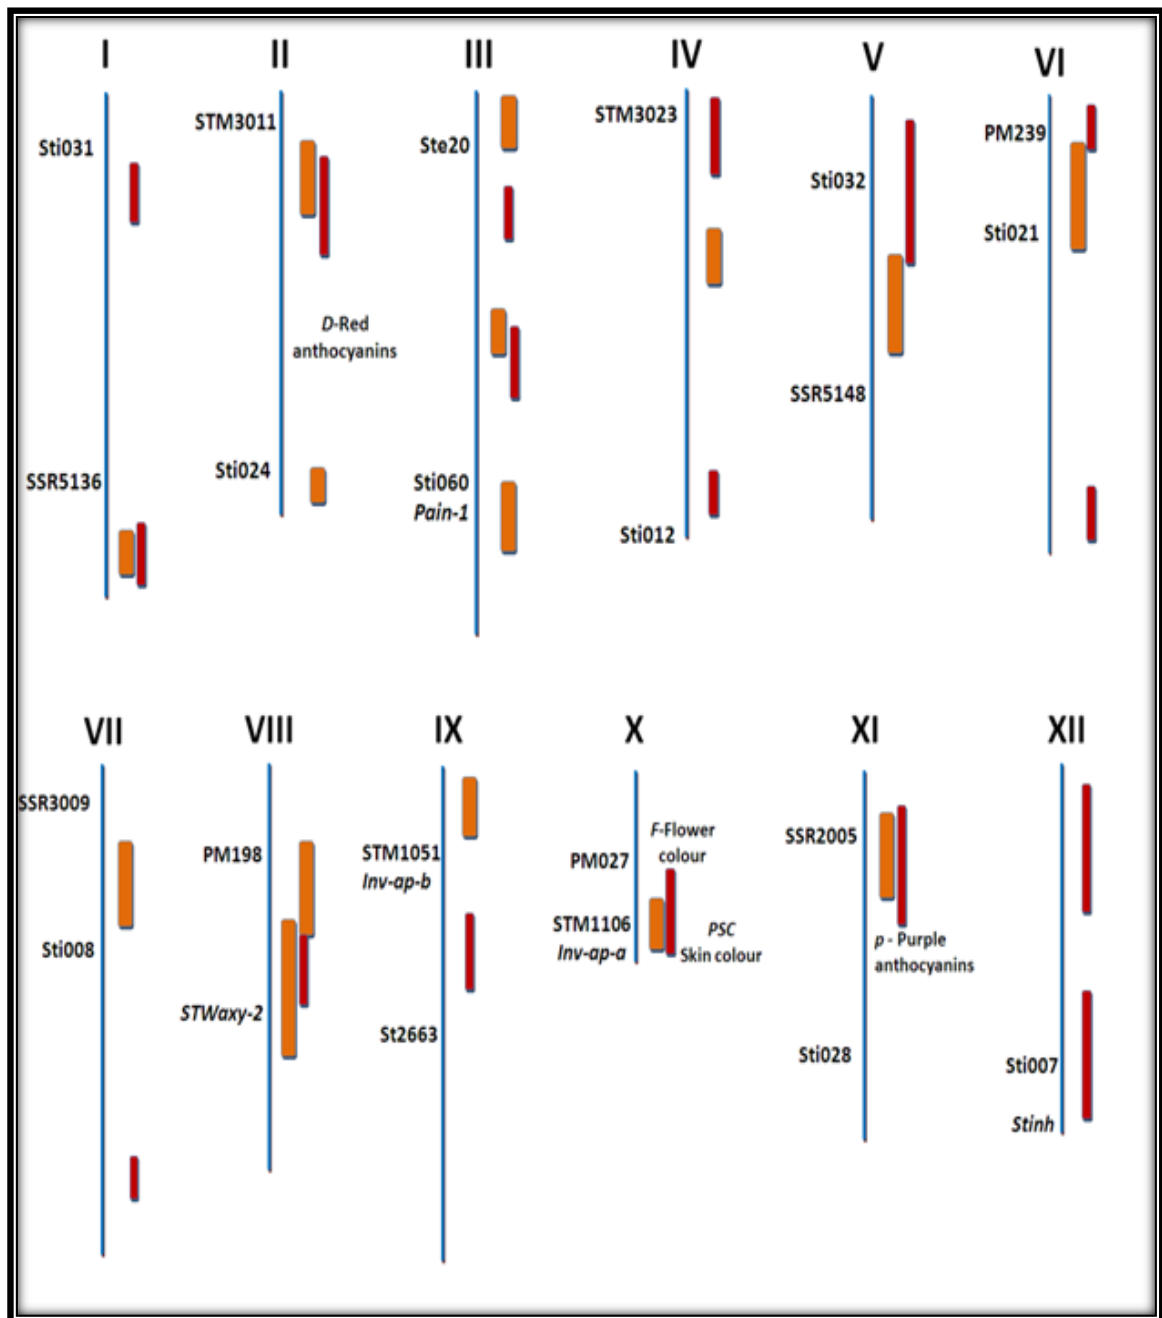 I
II
III
IV
V
VI
Sti031
SSR5136
STM3011
D-Red
anthocyanins
Sti024
Ste20
Sti060
Pain-1
STM3023
Sti012
Sti032
SSR5148
PM239
Sti021
VII
VIII
IX
X
XI
XII
SSR3009
Sti008
PM198
STWaxy-2
STM1051
Inv-ap-b
St2663
F-Flower
colour
PM027
STM1106
Inv-ap-a
PSC
Skin colour
SSR2005
p - Purple
anthocyanins
Sti028
Sti007
Stinh